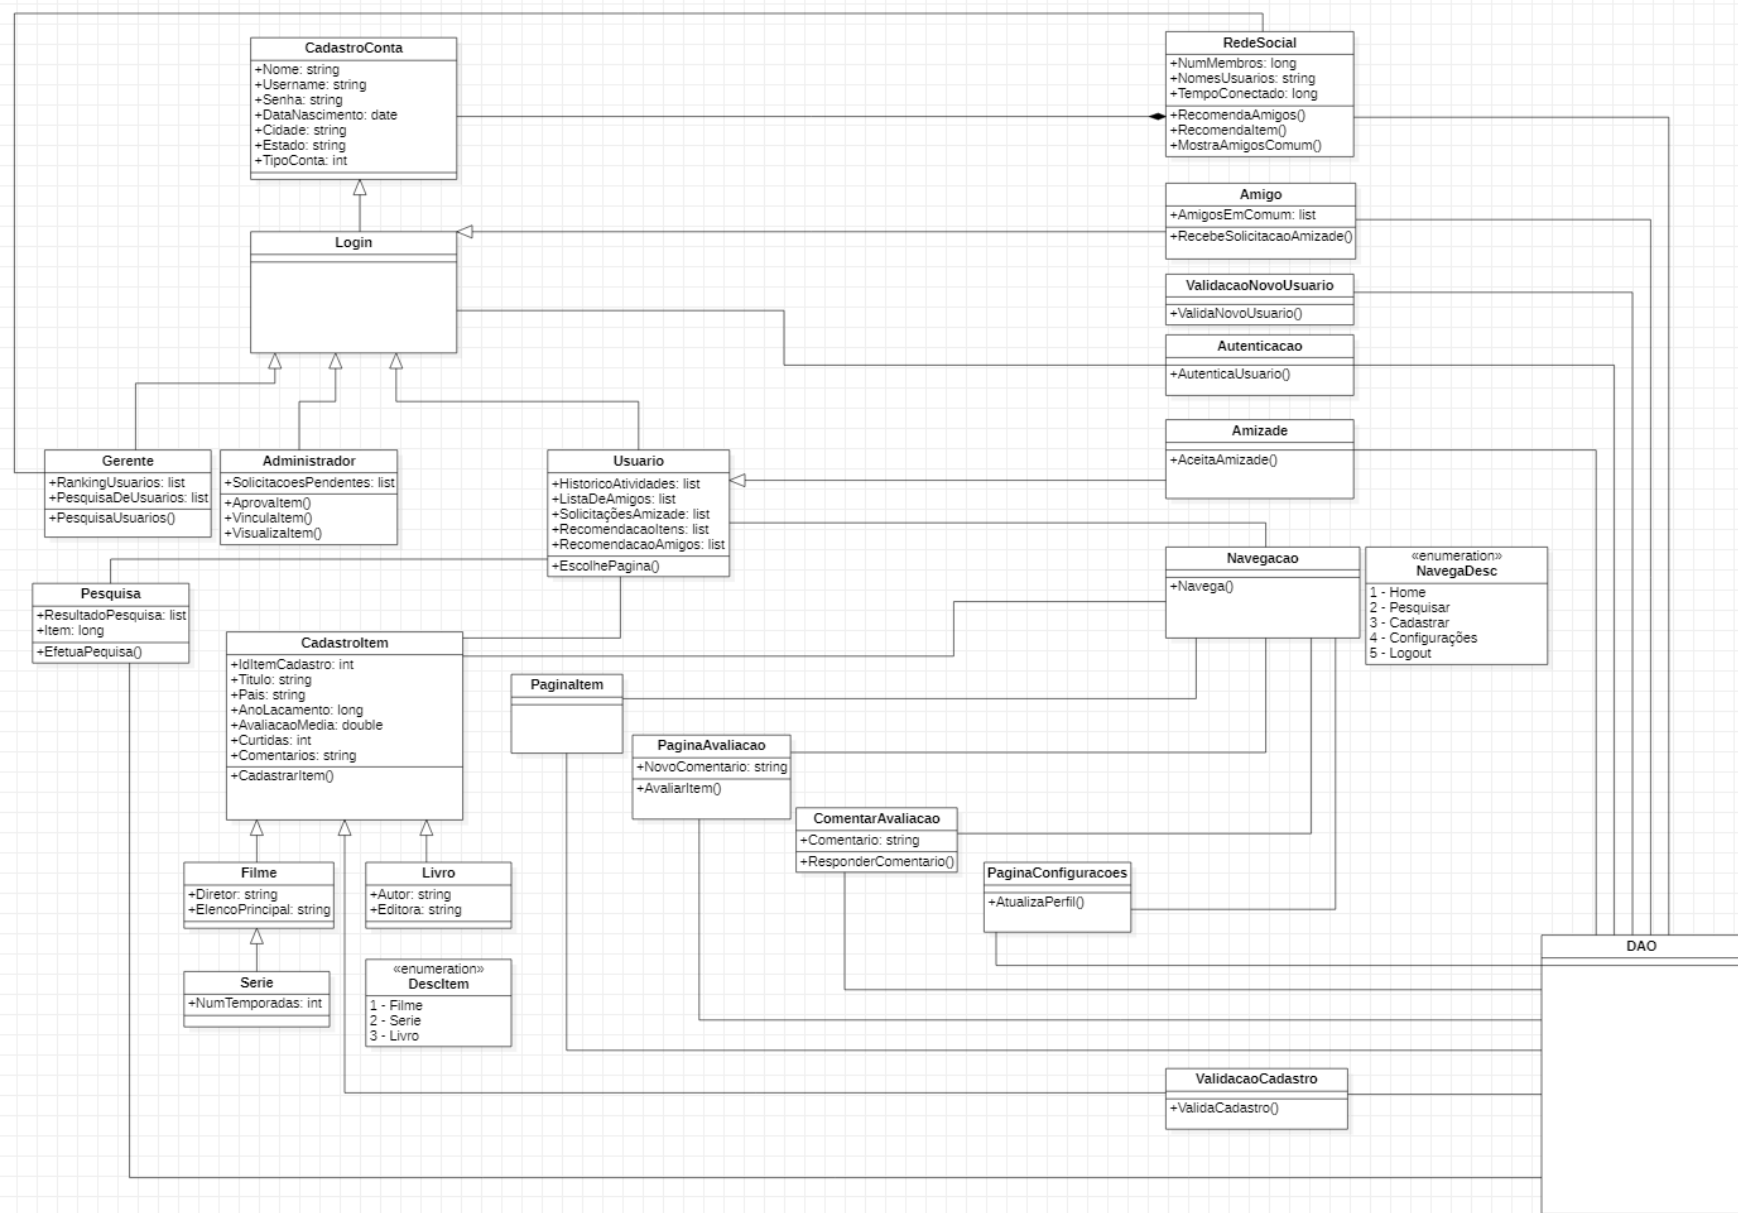 CadastroConta
+Nome: string
+Username: string
+Senha: string
+DataNascimento: date
+Cidade: string
+Estado: string
+TipoConta: int
RedeSocial
+NumMembros: long
+NomesUsuarios: string
+TempoConectado: long
+RecomendaAmigos()
+RecomendaItem()
+MostraAmigosComum()
Login
Amigo
+AmigosEmComum: list
+RecebeSolicitacaoAmizade()
ValidacaoNovoUsuario
+ValidaNovoUsuario()
Autenticacao
+AutenticaUsuario()
Amizade
+AceitaAmizade()
Gerente
+RankingUsuarios: list
+PesquisaDeUsuarios: list
+PesquisaUsuarios()
Administrador
+SolicitacoesPendentes: list
+AprovaItem()
+VinculaItem()
+VisualizaItem()
Usuario
+HistoricoAtividades: list
+ListaDeAmigos: list
+SolicitaçõesAmizade: list
+RecomendacaoItens: list
+RecomendacaoAmigos: list
+EscolhePagina()
Navegacao
+Navega()
«enumeration»
NavegaDesc
1 - Home
2 - Pesquisar
3 - Cadastrar
4 - Configurações
5 - Logout
Pesquisa
+ResultadoPesquisa: list
+Item: long
+EfetuaPequisa()
CadastroItem
+IdItemCadastro: int
+Titulo: string
+Pais: string
+AnoLacamento: long
+AvaliacaoMedia: double
+Curtidas: int
+Comentarios: string
+CadastrarItem()
PaginaItem
PaginaAvaliacao
+NovoComentario: string
+AvaliarItem()
ComentarAvaliacao
+Comentario: string
+ResponderComentario()
PaginaConfiguracoes
+AtualizaPerfil()
Filme
+Diretor: string
+ElencoPrincipal: string
Livro
+Autor: string
+Editora: string
Serie
+NumTemporadas: int
«enumeration»
DescItem
1 - Filme
2 - Serie
3 - Livro
DAO
ValidacaoCadastro
+ValidaCadastro()